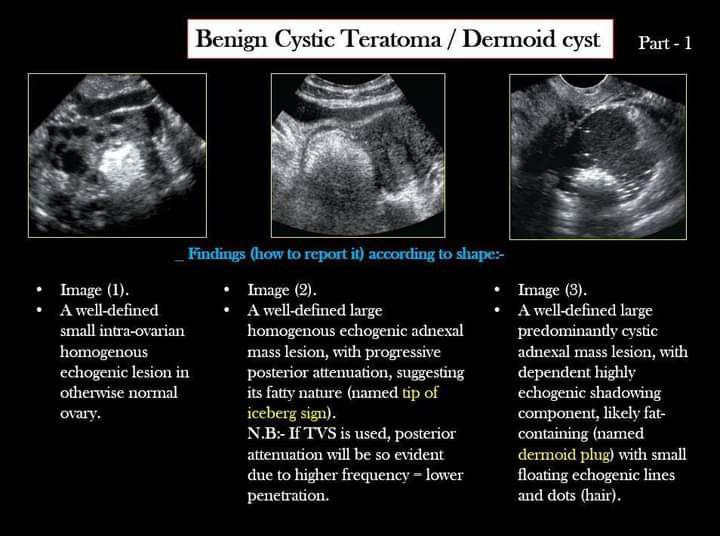 Benign Cystic Teratoma / Dermoid cyst
Part - 1
_ Findings (how to report it) according to shape:-
• Image (1).
• A well-defined
small intra-ovarian
homogenous
echogenic lesion in
otherwise normal
ovary.
• Image (2).
• A well-defined large
homogenous echogenic adnexal
mass lesion, with progressive
posterior attenuation, suggesting
its fatty nature (named tip of
iceberg sign).
N.B:- If TVS is used, posterior
attenuation will be so evident
due to higher frequency = lower
penetration.
• Image (3).
• A well-defined large
predominantly cystic
adnexal mass lesion, with
dependent highly
echogenic shadowing
component, likely fat-
containing (named
dermoid plug) with small
floating echogenic lines
and dots (hair).